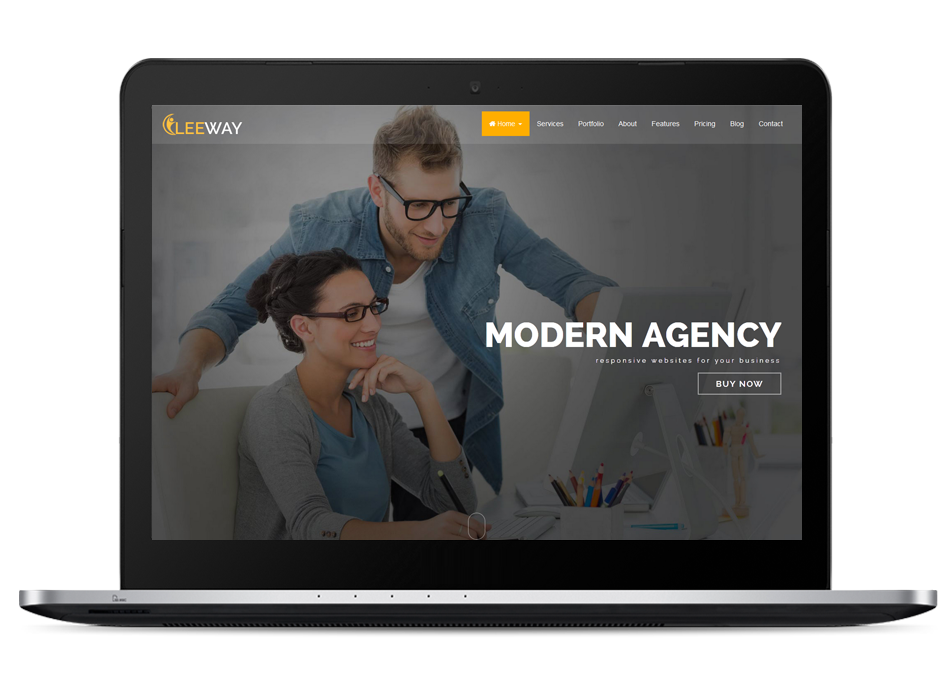 LEEWAY
Home Services Portfolio About Features Pricing Blog Contact
MODERN AGENCY
responsive websites for your business
BUY NOW